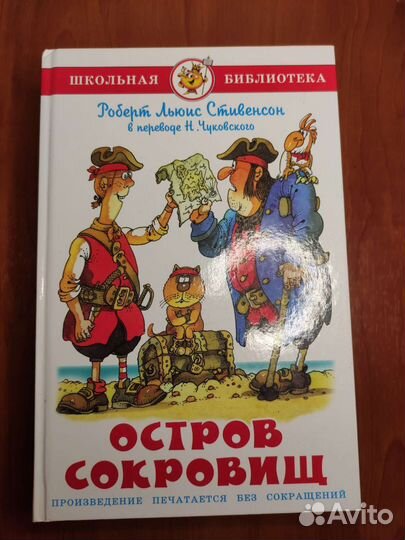 ШКОЛЬНАЯ БИБЛИОТЕКА
Роберт Льюис Стивенсон
в переводе Н. Чуковского
ОСТРОВ
СОКРОВИЩ
ПРОИЗВЕДЕНИЕ ПЕЧАТАЕТСЯ БЕЗ СОКРАЩЕНИЙ
Avito